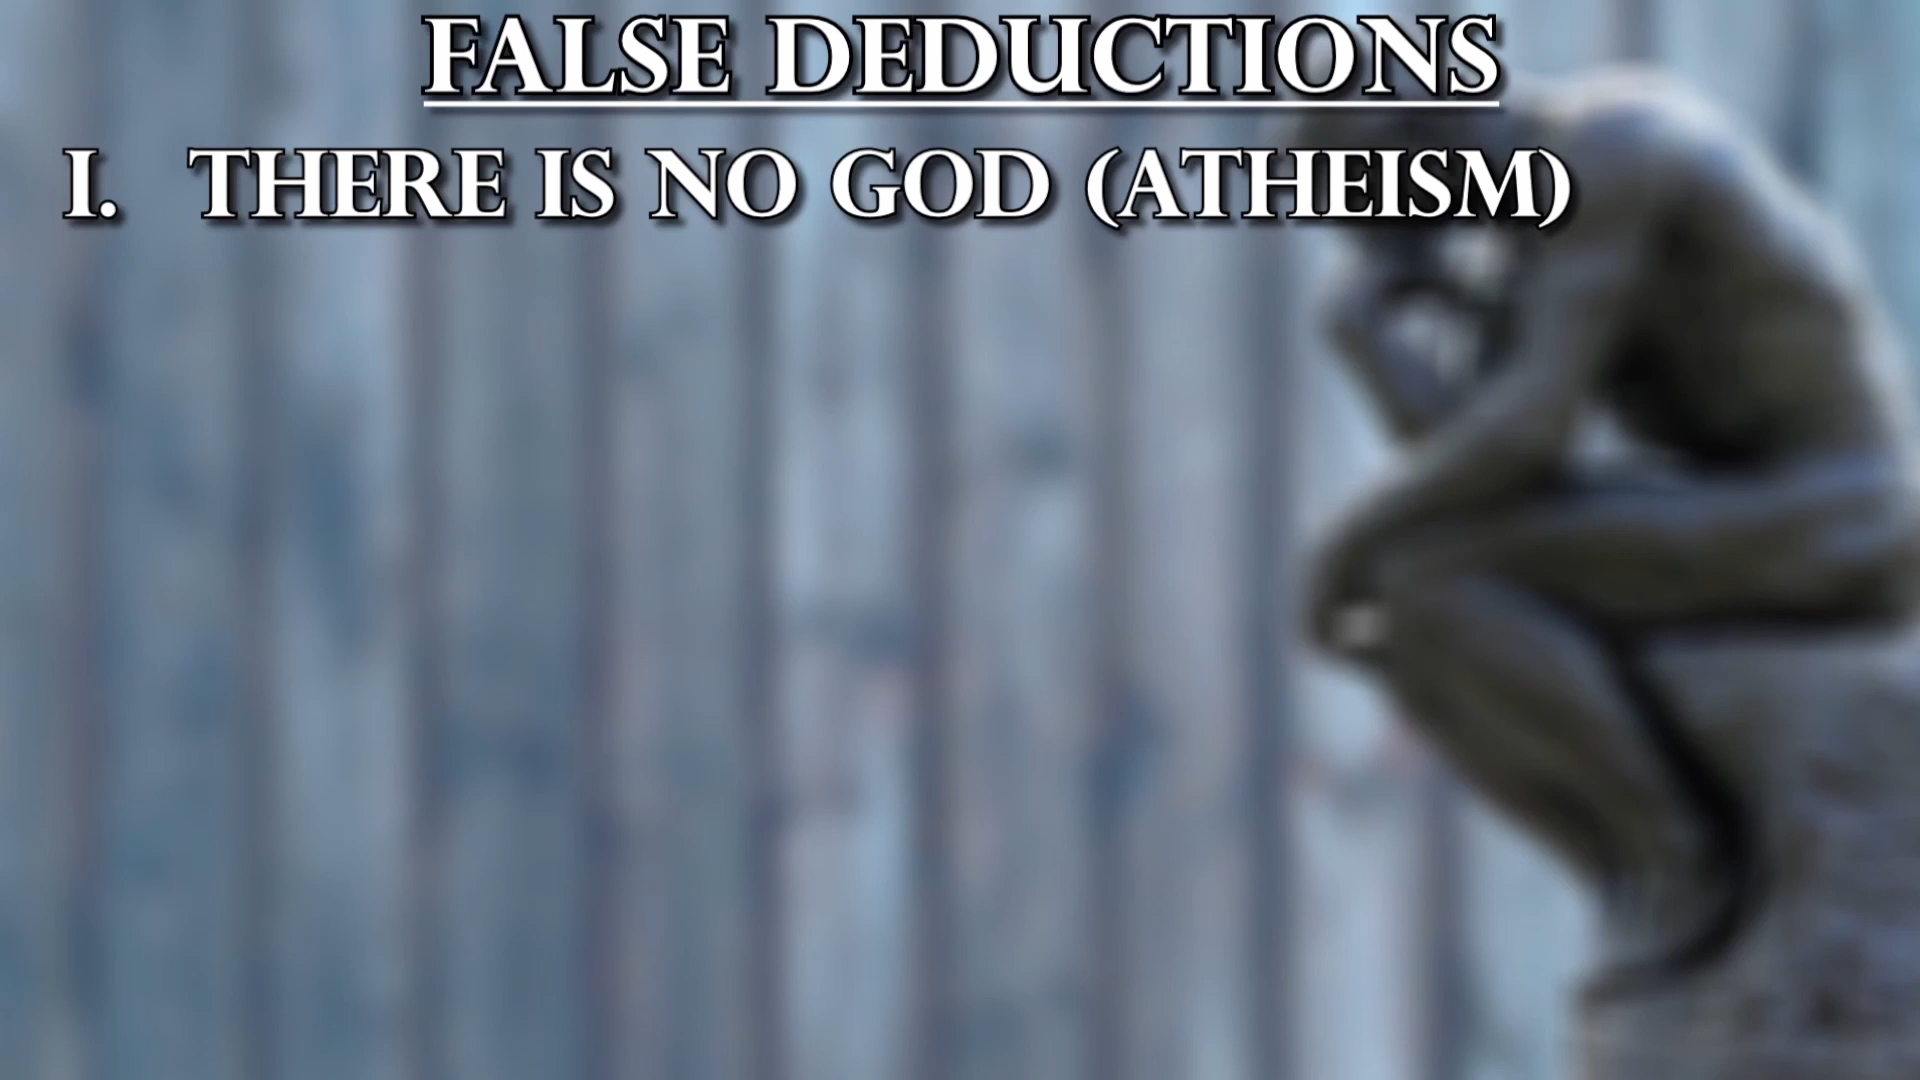 FALSE DEDUCTIONS
I. THERE IS NO GOD (ATHEISM)